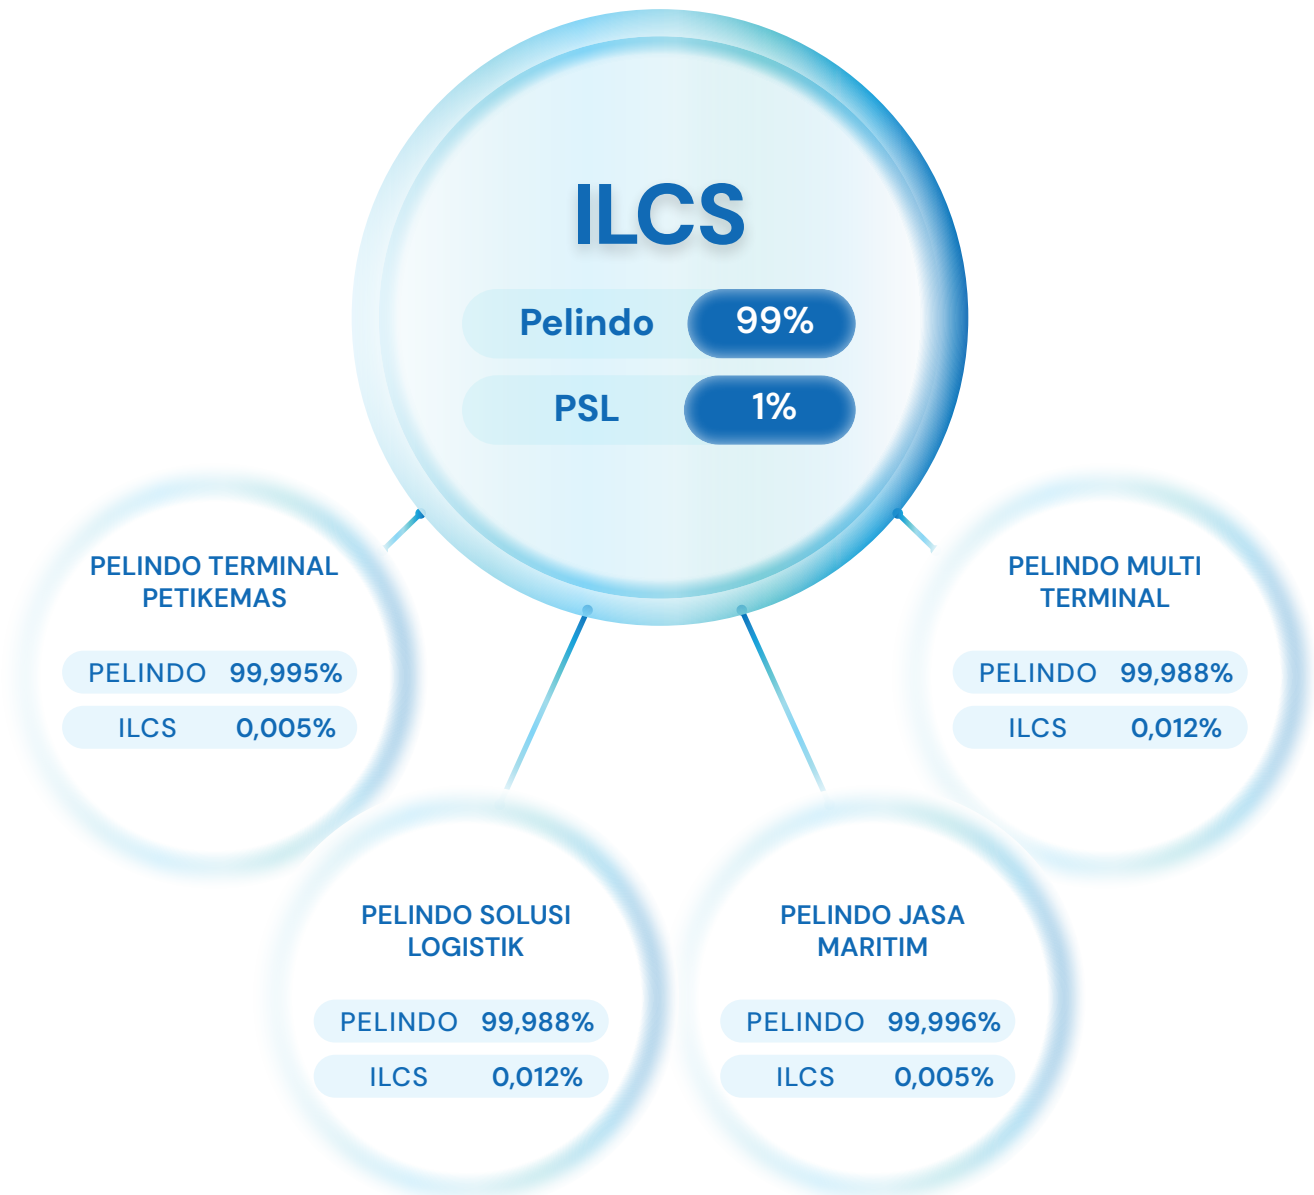 ILCS
Pelindo 99%
PSL 1%
PELINDO TERMINAL
PETIKEMAS
PELINDO 99,995%
ILCS 0,005%
PELINDO SOLUSI
LOGISTIK
PELINDO 99,988%
ILCS 0,012%
PELINDO JASA
MARITIM
PELINDO 99,996%
ILCS 0,005%
PELINDO MULTI
TERMINAL
PELINDO 99,988%
ILCS 0,012%